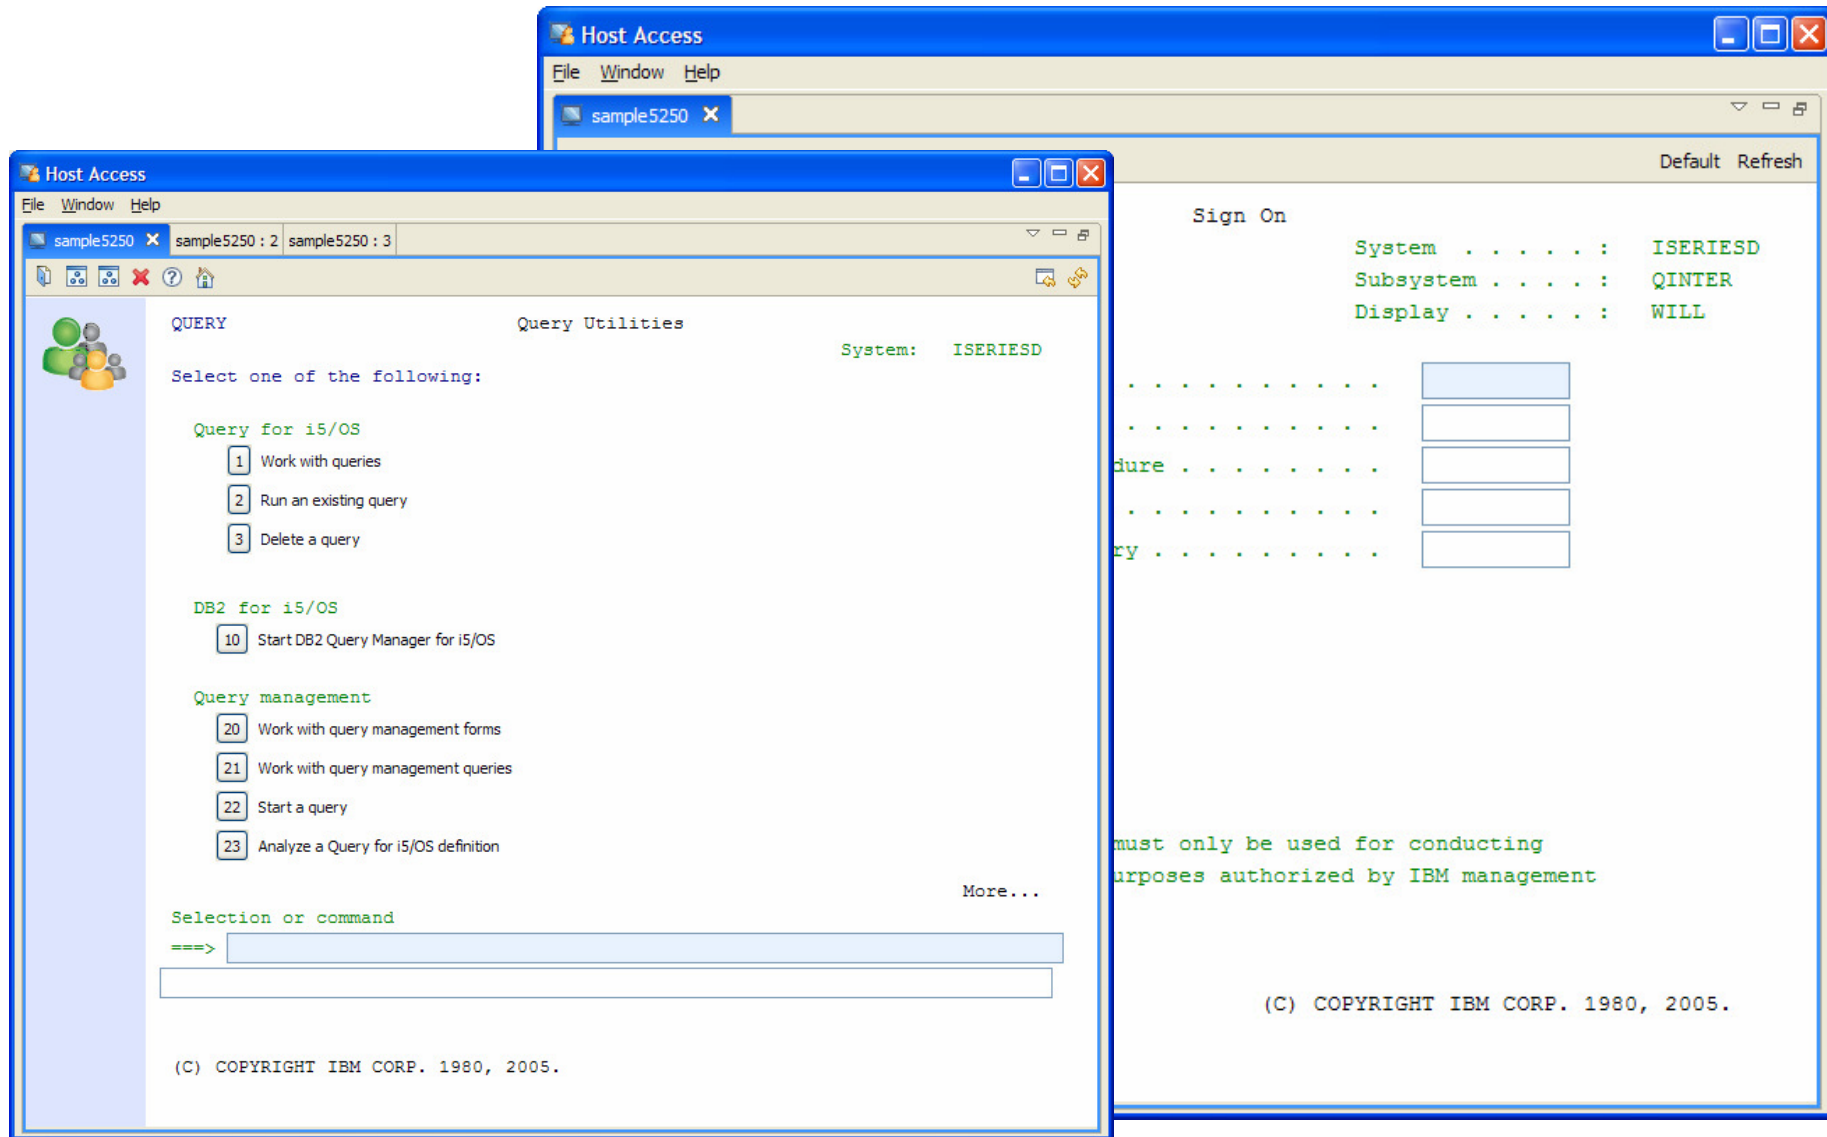 Host Access
File Window Help
sample5250
Default Refresh
Sign On
System . . . . . : ISERIESD
Subsystem . . . . : QINTER
Display . . . . . : WILL
. . . . . . . . . .
. . . . . . . . . .
dure . . . . . . . .
. . . . . . . . . .
ry . . . . . . . . .
must only be used for conducting
urposes authorized by IBM management
(C) COPYRIGHT IBM CORP. 1980, 2005.
Host Access
File Window Help
sample5250 sample5250 : 2 sample5250 : 3
QUERY Query Utilities
System: ISERIESD
Select one of the following:
Query for i5/OS
1 Work with queries
2 Run an existing query
3 Delete a query
DB2 for i5/OS
10 Start DB2 Query Manager for i5/OS
Query management
20 Work with query management forms
21 Work with query management queries
22 Start a query
23 Analyze a Query for i5/OS definition
More...
Selection or command
===>
(C) COPYRIGHT IBM CORP. 1980, 2005.